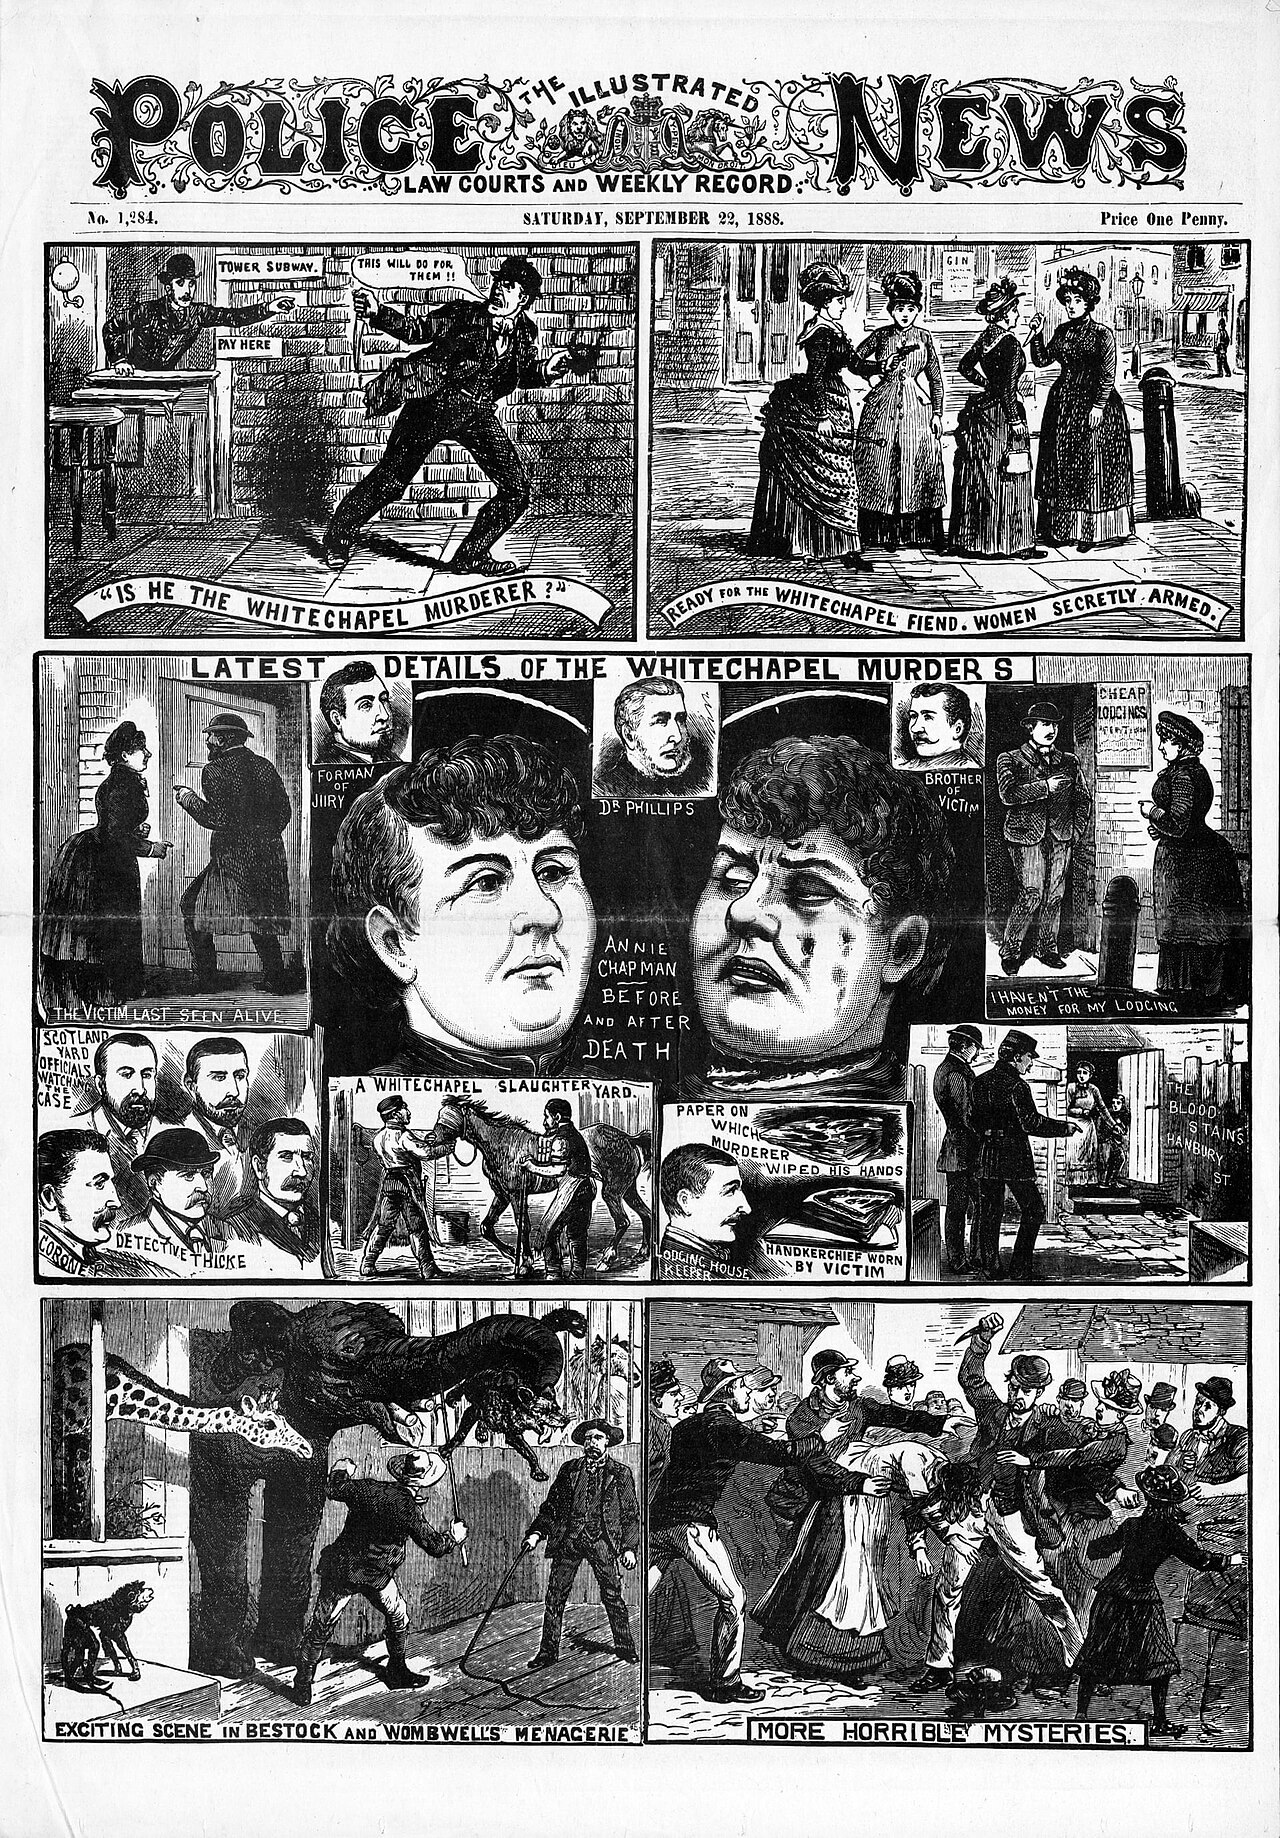 THE ILLUSTRATED
POLICE NEWS
DIEU ET MON DROIT
LAW COURTS AND WEEKLY RECORD.
No. 1,284.
SATURDAY, SEPTEMBER 22, 1888.
Price One Penny.
TOWER SUBWAY.
PAY HERE
THIS WILL DO FOR
THEM !!
"IS HE THE WHITECHAPEL MURDERER?"
GIN
READY FOR THE WHITECHAPEL FIEND. WOMEN SECRETLY ARMED.
LATEST DETAILS OF THE WHITECHAPEL MURDERS
THE VICTIM LAST SEEN ALIVE
FORMAN
OF
JURY
DR PHILLIPS
BROTHER
OF
VICTIM
CHEAP
LODGINGS
I HAVEN'T THE
MONEY FOR MY LODGING
ANNIE
CHAPMAN
BEFORE
AND AFTER
DEATH
SCOTLAND
YARD
OFFICIALS
WATCHING
THE
CASE
CORONER
DETECTIVE THICKE
A WHITECHAPEL SLAUGHTER YARD.
PAPER ON
WHICH
MURDERER
WIPED HIS HANDS
LODGING HOUSE
KEEPER
HANDKERCHIEF WORN
BY VICTIM
THE
BLOOD
STAINS
HANBURY
ST
EXCITING SCENE IN BESTOCK AND WOMBWELL'S MENAGERIE
MORE HORRIBLE MYSTERIES.